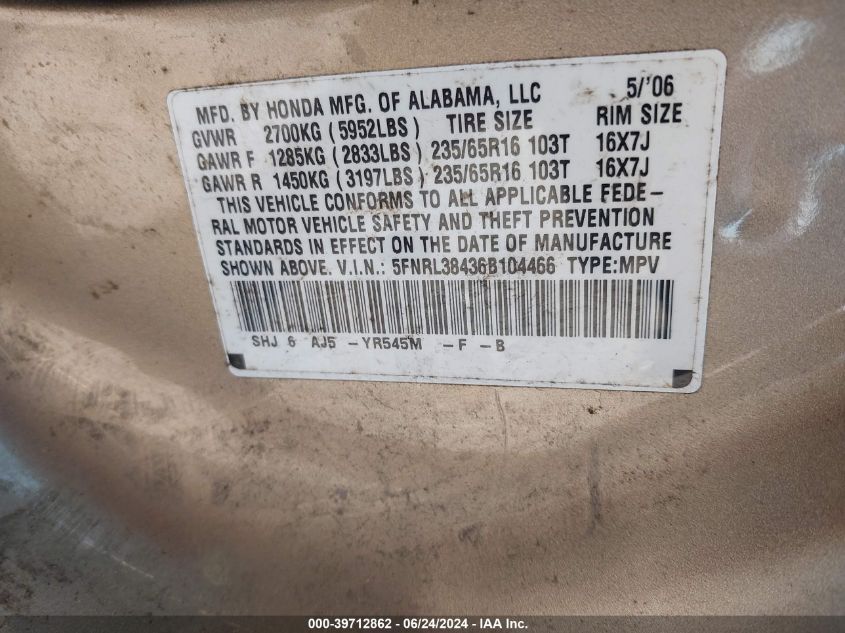 MFD. BY HONDA MFG. OF ALABAMA, LLC 5/'06
GVWR 2700KG (5952LBS) TIRE SIZE RIM SIZE
GAWR F 1285KG (2833LBS) 235/65R16 103T 16X7J
GAWR R 1450KG (3197LBS) 235/65R16 103T 16X7J
THIS VEHICLE CONFORMS TO ALL APPLICABLE FEDE-
RAL MOTOR VEHICLE SAFETY AND THEFT PREVENTION
STANDARDS IN EFFECT ON THE DATE OF MANUFACTURE
SHOWN ABOVE. V.I.N.: 5FNRL38436B104466 TYPE:MPV
SHJ 6 AJ5 -YR545M -F -B
000-39712862 - 06/24/2024 - IAA Inc.